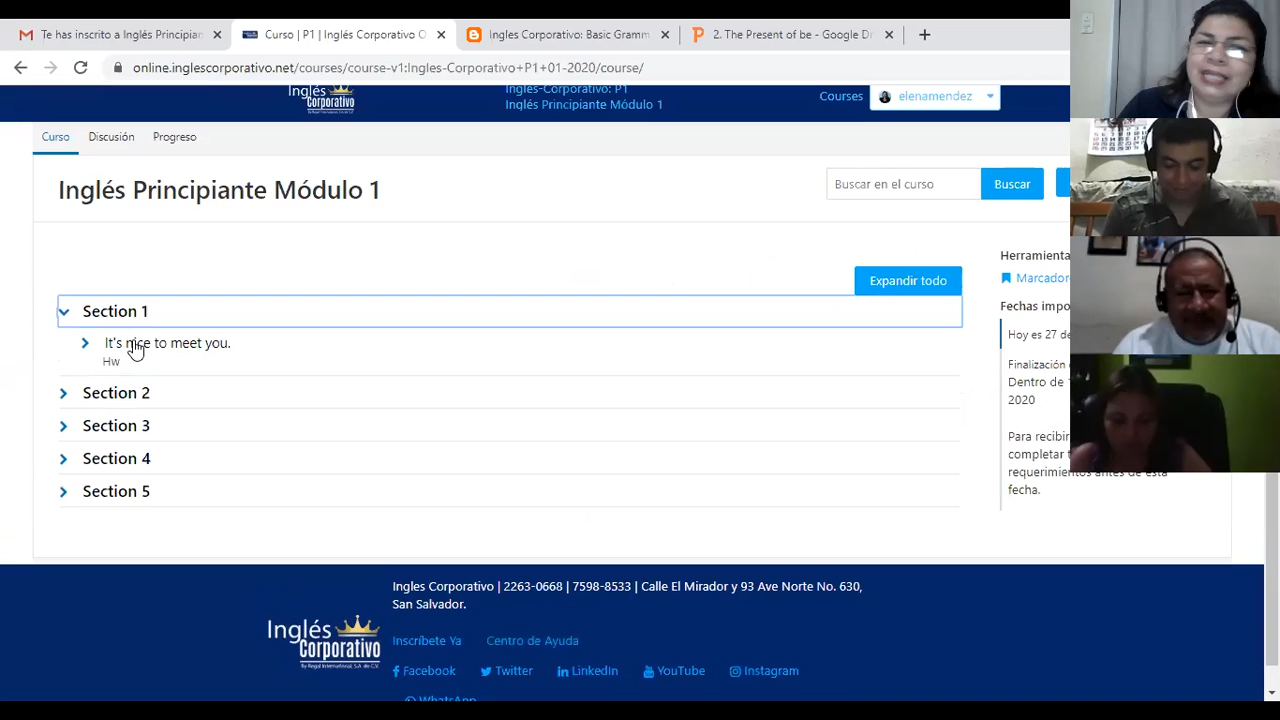 Te has inscrito a Inglés Principian
Curso | P1 | Inglés Corporativo O
Ingles Corporativo: Basic Gramm
2. The Present of be - Google Dr
online.inglescorporativo.net/courses/course-v1:Ingles-Corporativo+P1+01-2020/course/
Inglés
Corporativo
Ingles-Corporativo: P1
Inglés Principiante Módulo 1
Courses
elenamendez
Curso
Discusión
Progreso
Inglés Principiante Módulo 1
Buscar en el curso
Buscar
Herramienta
Marcador
Fechas impo
Hoy es 27 de
Finalización
Dentro de
2020
Para recibir
completar t
requerimientos antes de esta
fecha.
Expandir todo
Section 1
It's nice to meet you.
Hw
Section 2
Section 3
Section 4
Section 5
Inglés
Corporativo
By Regal International, S.A. de C.V.
Ingles Corporativo | 2263-0668 | 7598-8533 | Calle El Mirador y 93 Ave Norte No. 630,
San Salvador.
Inscríbete Ya
Centro de Ayuda
Facebook
Twitter
LinkedIn
YouTube
Instagram
WhatsApp